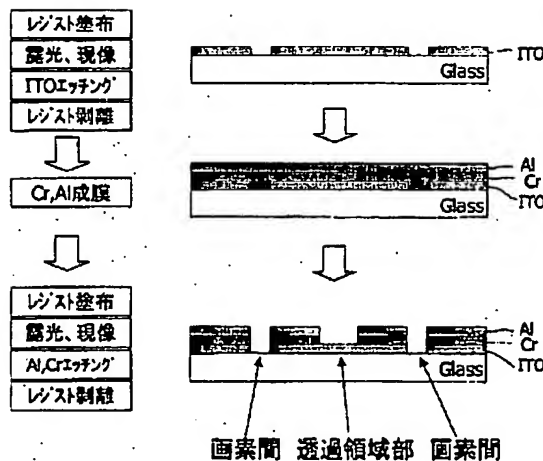 レジスト塗布
露光、現像
ITOエッチング
レジスト剥離
ITO
Glass
Cr,Al成膜
Al
Cr
ITO
Glass
レジスト塗布
露光、現像
Al,Crエッチング
レジスト剥離
Al
Cr
ITO
Glass
画素間 透過領域部 画素間